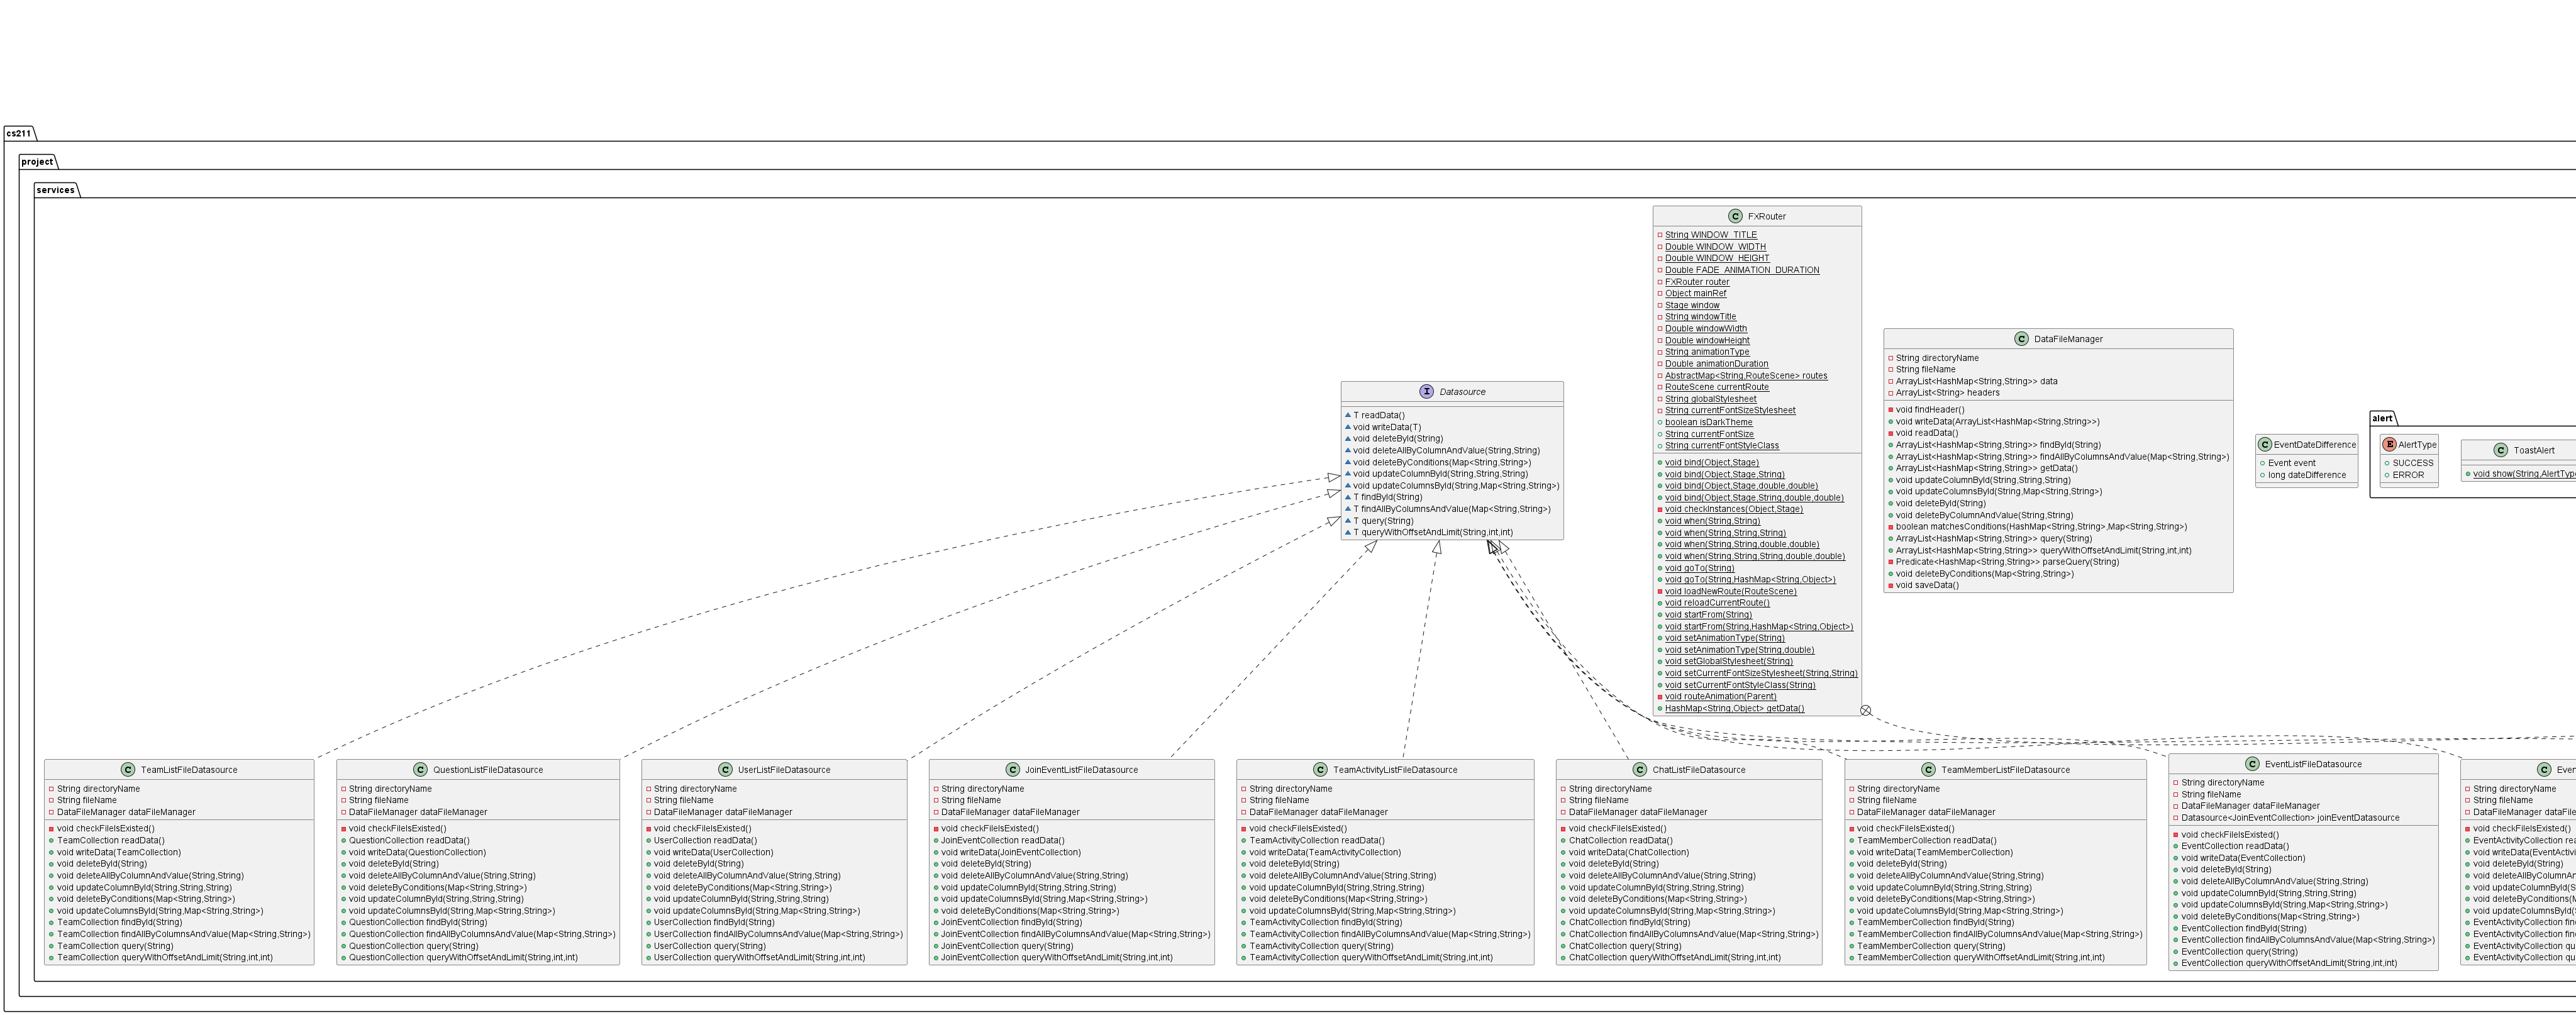 cs211
project
services
FXRouter
String WINDOW_TITLE
Double WINDOW_WIDTH
Double WINDOW_HEIGHT
Double FADE_ANIMATION_DURATION
FXRouter router
Object mainRef
Stage window
String windowTitle
Double windowWidth
Double windowHeight
String animationType
Double animationDuration
AbstractMap<String,RouteScene> routes
RouteScene currentRoute
String globalStylesheet
String currentFontSizeStylesheet
boolean isDarkTheme
String currentFontSize
String currentFontStyleClass
void bind(Object,Stage)
void bind(Object,Stage,String)
void bind(Object,Stage,double,double)
void bind(Object,Stage,String,double,double)
void checkInstances(Object,Stage)
void when(String,String)
void when(String,String,String)
void when(String,String,double,double)
void when(String,String,String,double,double)
void goTo(String)
void goTo(String,HashMap<String,Object>)
void loadNewRoute(RouteScene)
void reloadCurrentRoute()
void startFrom(String)
void startFrom(String,HashMap<String,Object>)
void setAnimationType(String)
void setAnimationType(String,double)
void setGlobalStylesheet(String)
void setCurrentFontSizeStylesheet(String,String)
void setCurrentFontStyleClass(String)
void routeAnimation(Parent)
HashMap<String,Object> getData()
DataFileManager
String directoryName
String fileName
ArrayList<HashMap<String,String>> data
ArrayList<String> headers
void findHeader()
void writeData(ArrayList<HashMap<String,String>>)
void readData()
ArrayList<HashMap<String,String>> findById(String)
ArrayList<HashMap<String,String>> findAllByColumnsAndValue(Map<String,String>)
ArrayList<HashMap<String,String>> getData()
void updateColumnById(String,String,String)
void updateColumnsById(String,Map<String,String>)
void deleteById(String)
void deleteByColumnAndValue(String,String)
boolean matchesConditions(HashMap<String,String>,Map<String,String>)
ArrayList<HashMap<String,String>> query(String)
ArrayList<HashMap<String,String>> queryWithOffsetAndLimit(String,int,int)
Predicate<HashMap<String,String>> parseQuery(String)
void deleteByConditions(Map<String,String>)
void saveData()
Datasource
T readData()
void writeData(T)
void deleteById(String)
void deleteAllByColumnAndValue(String,String)
void deleteByConditions(Map<String,String>)
void updateColumnById(String,String,String)
void updateColumnsById(String,Map<String,String>)
T findById(String)
T findAllByColumnsAndValue(Map<String,String>)
T query(String)
T queryWithOffsetAndLimit(String,int,int)
EventDateDifference
Event event
long dateDifference
alert
AlertType
SUCCESS
ERROR
ToastAlert
void show(String,AlertType
TeamListFileDatasource
String directoryName
String fileName
DataFileManager dataFileManager
void checkFileIsExisted()
TeamCollection readData()
void writeData(TeamCollection)
void deleteById(String)
void deleteAllByColumnAndValue(String,String)
void updateColumnById(String,String,String)
void deleteByConditions(Map<String,String>)
void updateColumnsById(String,Map<String,String>)
TeamCollection findById(String)
TeamCollection findAllByColumnsAndValue(Map<String,String>)
TeamCollection query(String)
TeamCollection queryWithOffsetAndLimit(String,int,int)
QuestionListFileDatasource
String directoryName
String fileName
DataFileManager dataFileManager
void checkFileIsExisted()
QuestionCollection readData()
void writeData(QuestionCollection)
void deleteById(String)
void deleteAllByColumnAndValue(String,String)
void deleteByConditions(Map<String,String>)
void updateColumnById(String,String,String)
void updateColumnsById(String,Map<String,String>)
QuestionCollection findById(String)
QuestionCollection findAllByColumnsAndValue(Map<String,String>)
QuestionCollection query(String)
QuestionCollection queryWithOffsetAndLimit(String,int,int)
UserListFileDatasource
String directoryName
String fileName
DataFileManager dataFileManager
void checkFileIsExisted()
UserCollection readData()
void writeData(UserCollection)
void deleteById(String)
void deleteAllByColumnAndValue(String,String)
void deleteByConditions(Map<String,String>)
void updateColumnById(String,String,String)
void updateColumnsById(String,Map<String,String>)
UserCollection findById(String)
UserCollection findAllByColumnsAndValue(Map<String,String>)
UserCollection query(String)
UserCollection queryWithOffsetAndLimit(String,int,int)
JoinEventListFileDatasource
String directoryName
String fileName
DataFileManager dataFileManager
void checkFileIsExisted()
JoinEventCollection readData()
void writeData(JoinEventCollection)
void deleteById(String)
void deleteAllByColumnAndValue(String,String)
void updateColumnById(String,String,String)
void updateColumnsById(String,Map<String,String>)
void deleteByConditions(Map<String,String>)
JoinEventCollection findById(String)
JoinEventCollection findAllByColumnsAndValue(Map<String,String>)
JoinEventCollection query(String)
JoinEventCollection queryWithOffsetAndLimit(String,int,int)
TeamActivityListFileDatasource
String directoryName
String fileName
DataFileManager dataFileManager
void checkFileIsExisted()
TeamActivityCollection readData()
void writeData(TeamActivityCollection)
void deleteById(String)
void deleteAllByColumnAndValue(String,String)
void updateColumnById(String,String,String)
void deleteByConditions(Map<String,String>)
void updateColumnsById(String,Map<String,String>)
TeamActivityCollection findById(String)
TeamActivityCollection findAllByColumnsAndValue(Map<String,String>)
TeamActivityCollection query(String)
TeamActivityCollection queryWithOffsetAndLimit(String,int,int)
ChatListFileDatasource
String directoryName
String fileName
DataFileManager dataFileManager
void checkFileIsExisted()
ChatCollection readData()
void writeData(ChatCollection)
void deleteById(String)
void deleteAllByColumnAndValue(String,String)
void updateColumnById(String,String,String)
void deleteByConditions(Map<String,String>)
void updateColumnsById(String,Map<String,String>)
ChatCollection findById(String)
ChatCollection findAllByColumnsAndValue(Map<String,String>)
ChatCollection query(String)
ChatCollection queryWithOffsetAndLimit(String,int,int)
TeamMemberListFileDatasource
String directoryName
String fileName
DataFileManager dataFileManager
void checkFileIsExisted()
TeamMemberCollection readData()
void writeData(TeamMemberCollection)
void deleteById(String)
void deleteAllByColumnAndValue(String,String)
void updateColumnById(String,String,String)
void deleteByConditions(Map<String,String>)
void updateColumnsById(String,Map<String,String>)
TeamMemberCollection findById(String)
TeamMemberCollection findAllByColumnsAndValue(Map<String,String>)
TeamMemberCollection query(String)
TeamMemberCollection queryWithOffsetAndLimit(String,int,int)
EventListFileDatasource
String directoryName
String fileName
DataFileManager dataFileManager
Datasource<JoinEventCollection> joinEventDatasource
void checkFileIsExisted()
EventCollection readData()
void writeData(EventCollection)
void deleteById(String)
void deleteAllByColumnAndValue(String,String)
void updateColumnById(String,String,String)
void updateColumnsById(String,Map<String,String>)
void deleteByConditions(Map<String,String>)
EventCollection findById(String)
EventCollection findAllByColumnsAndValue(Map<String,String>)
EventCollection query(String)
EventCollection queryWithOffsetAndLimit(String,int,int)
Even
String directoryName
String fileName
DataFileManager dataFile
void checkFileIsExisted()
EventActivityCollection rea
void writeData(EventActivi
void deleteById(String)
void deleteAllByColumnAn
void updateColumnById(St
void deleteByConditions(M
void updateColumnsById(S
EventActivityCollection find
EventActivityCollection find
EventActivityCollection qu
EventActivityCollection qu